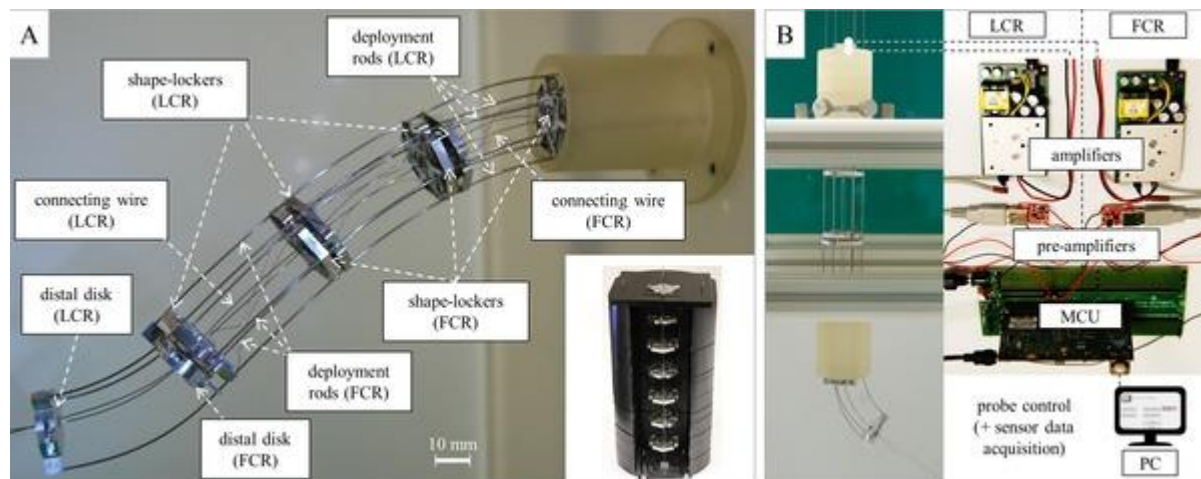 A
deployment
rods (LCR)
shape-lockers
(LCR)
connecting wire
(LCR)
connecting wire
(FCR)
distal disk
(LCR)
shape-lockers
(FCR)
deployment
rods (FCR)
distal disk
(FCR)
10 mm
B
LCR
FCR
amplifiers
pre-amplifiers
MCU
probe control
(+ sensor data
acquisition)
PC